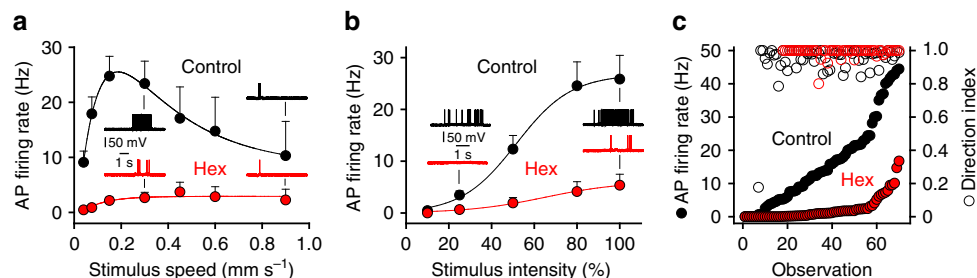 a
AP firing rate (Hz)
30
20
10
0
Control
50 mV
1 s
Hex
0.0 0.2 0.4 0.6 0.8 1.0
Stimulus speed (mm s⁻¹)
b
AP firing rate (Hz)
30
20
10
0
Control
50 mV
1 s
Hex
20 40 60 80 100
Stimulus intensity (%)
c
AP firing rate (Hz)
50
40
30
20
10
0
Control
Hex
1.0
0.8
0.6
0.4
0.2
0
Direction index
0 20 40 60
Observation